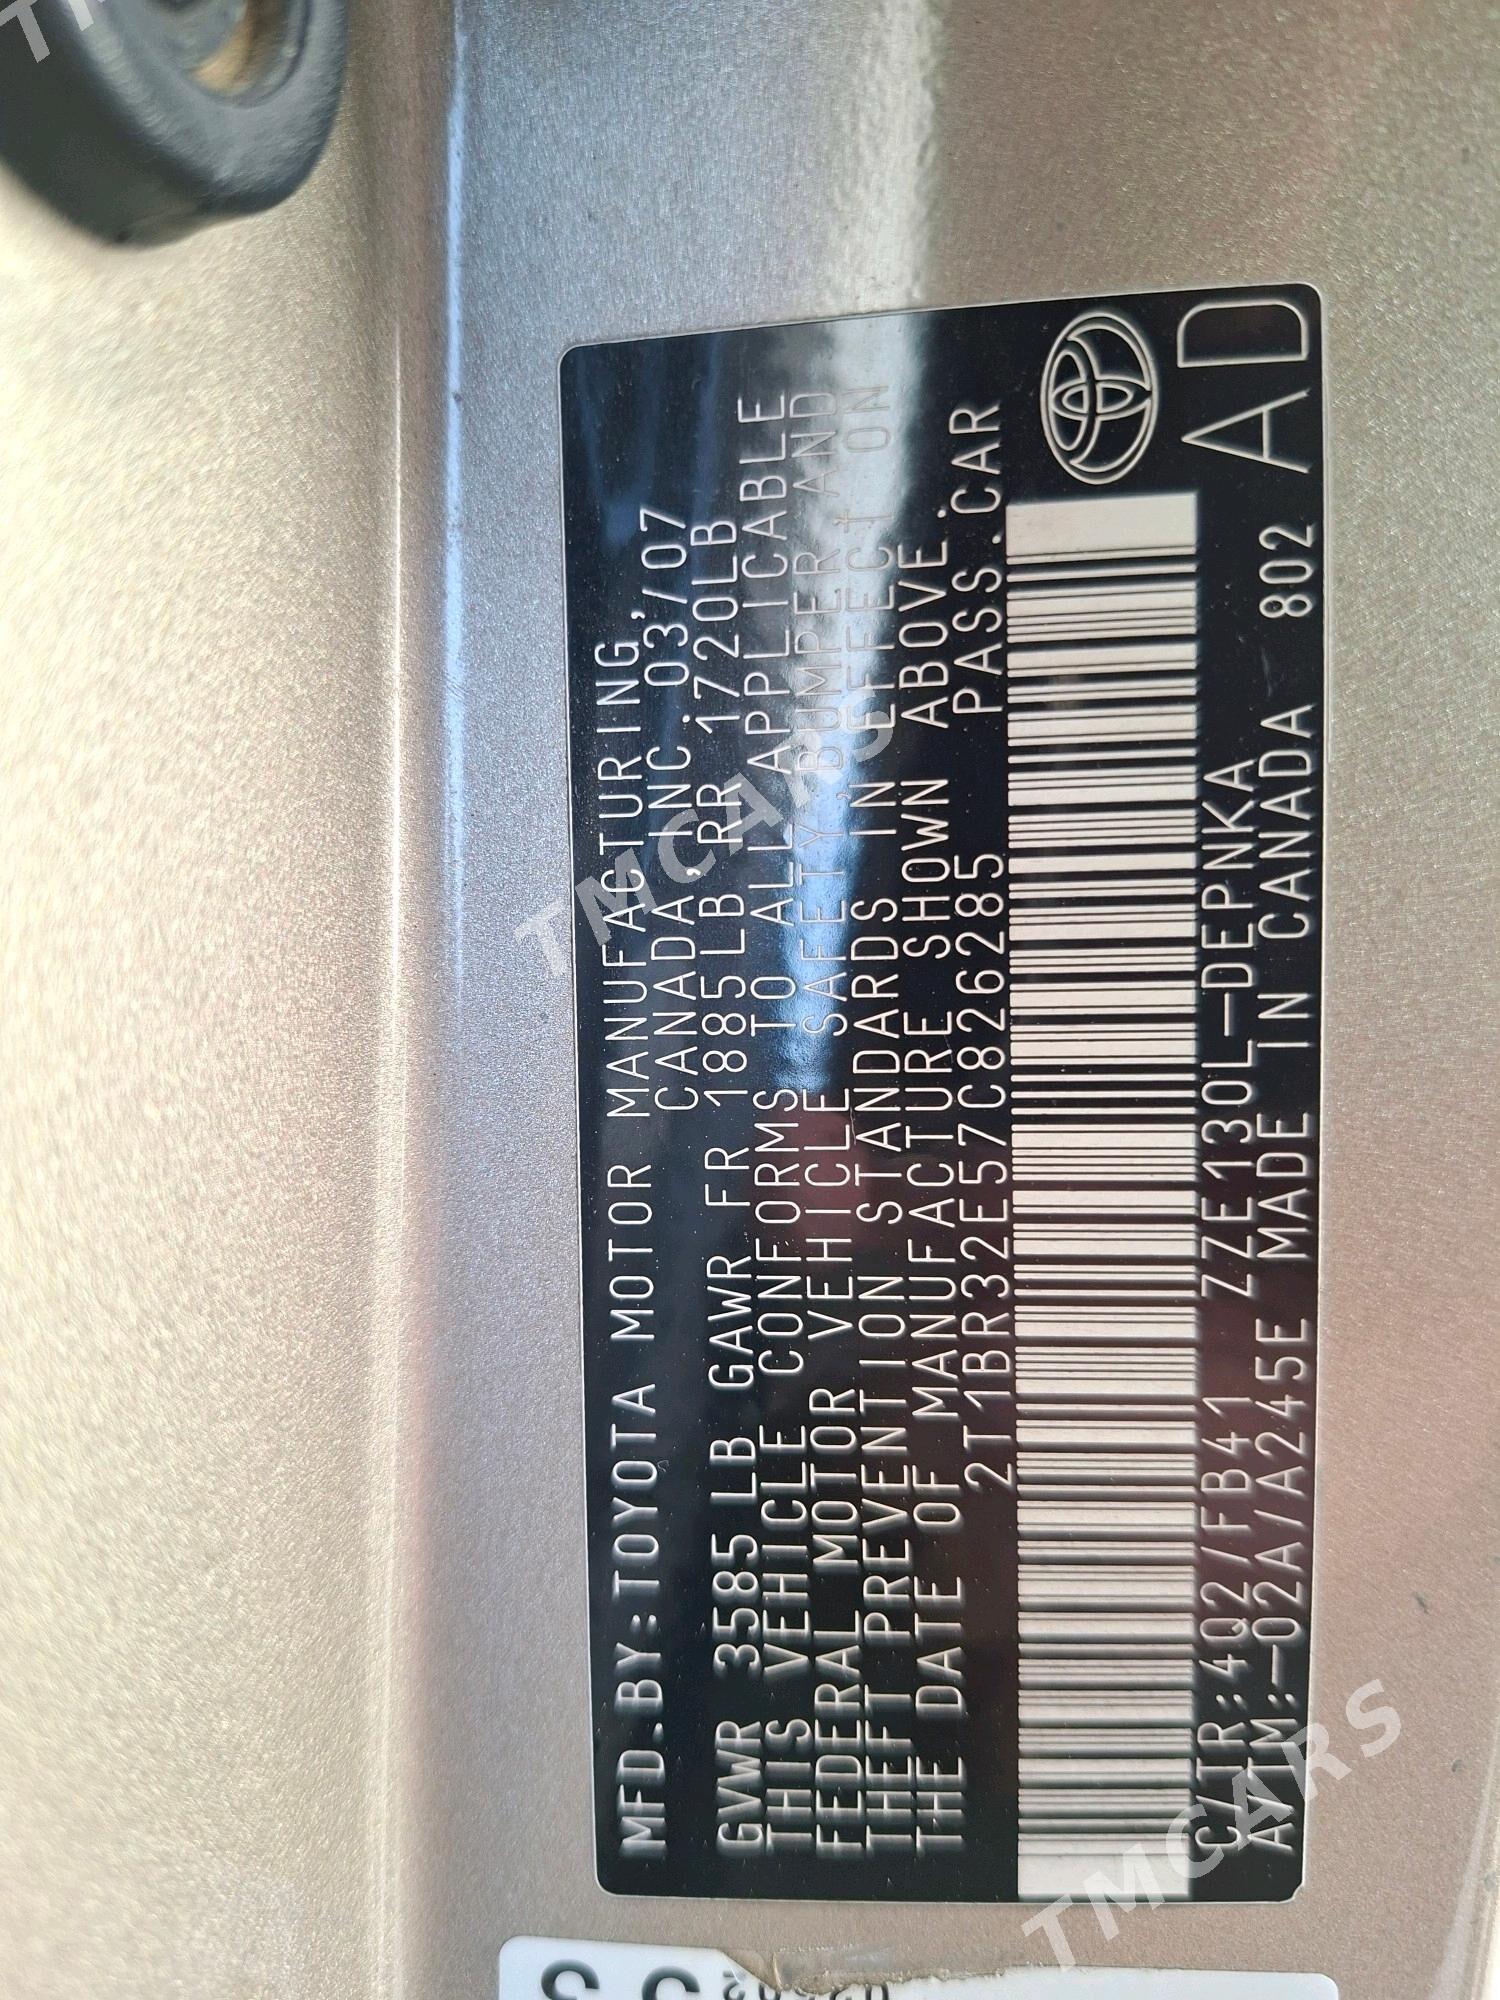 MFD.BY:TOYOTA MOTOR MANUFACTURING,
CANADA,INC. 03/07
GVWR 3585 LB GAWR FR 1885LB RR 1720LB
THIS VEHICLE CONFORMS TO ALL APPLICABLE
FEDERAL MOTOR VEHICLE SAFETY,BUMPER AND
THEFT PREVENTION STANDARDS IN EFFECt ON
THE DATE OF MANUFACTURE SHOWN ABOVE.
2T1BR32E57C826285 PASS.CAR
C/TR:4Q2/FB41 ZZE130L-DEPNKA
A/TM:-02A/A245E MADE IN CANADA 802
AD
TMCARS
TMCARS